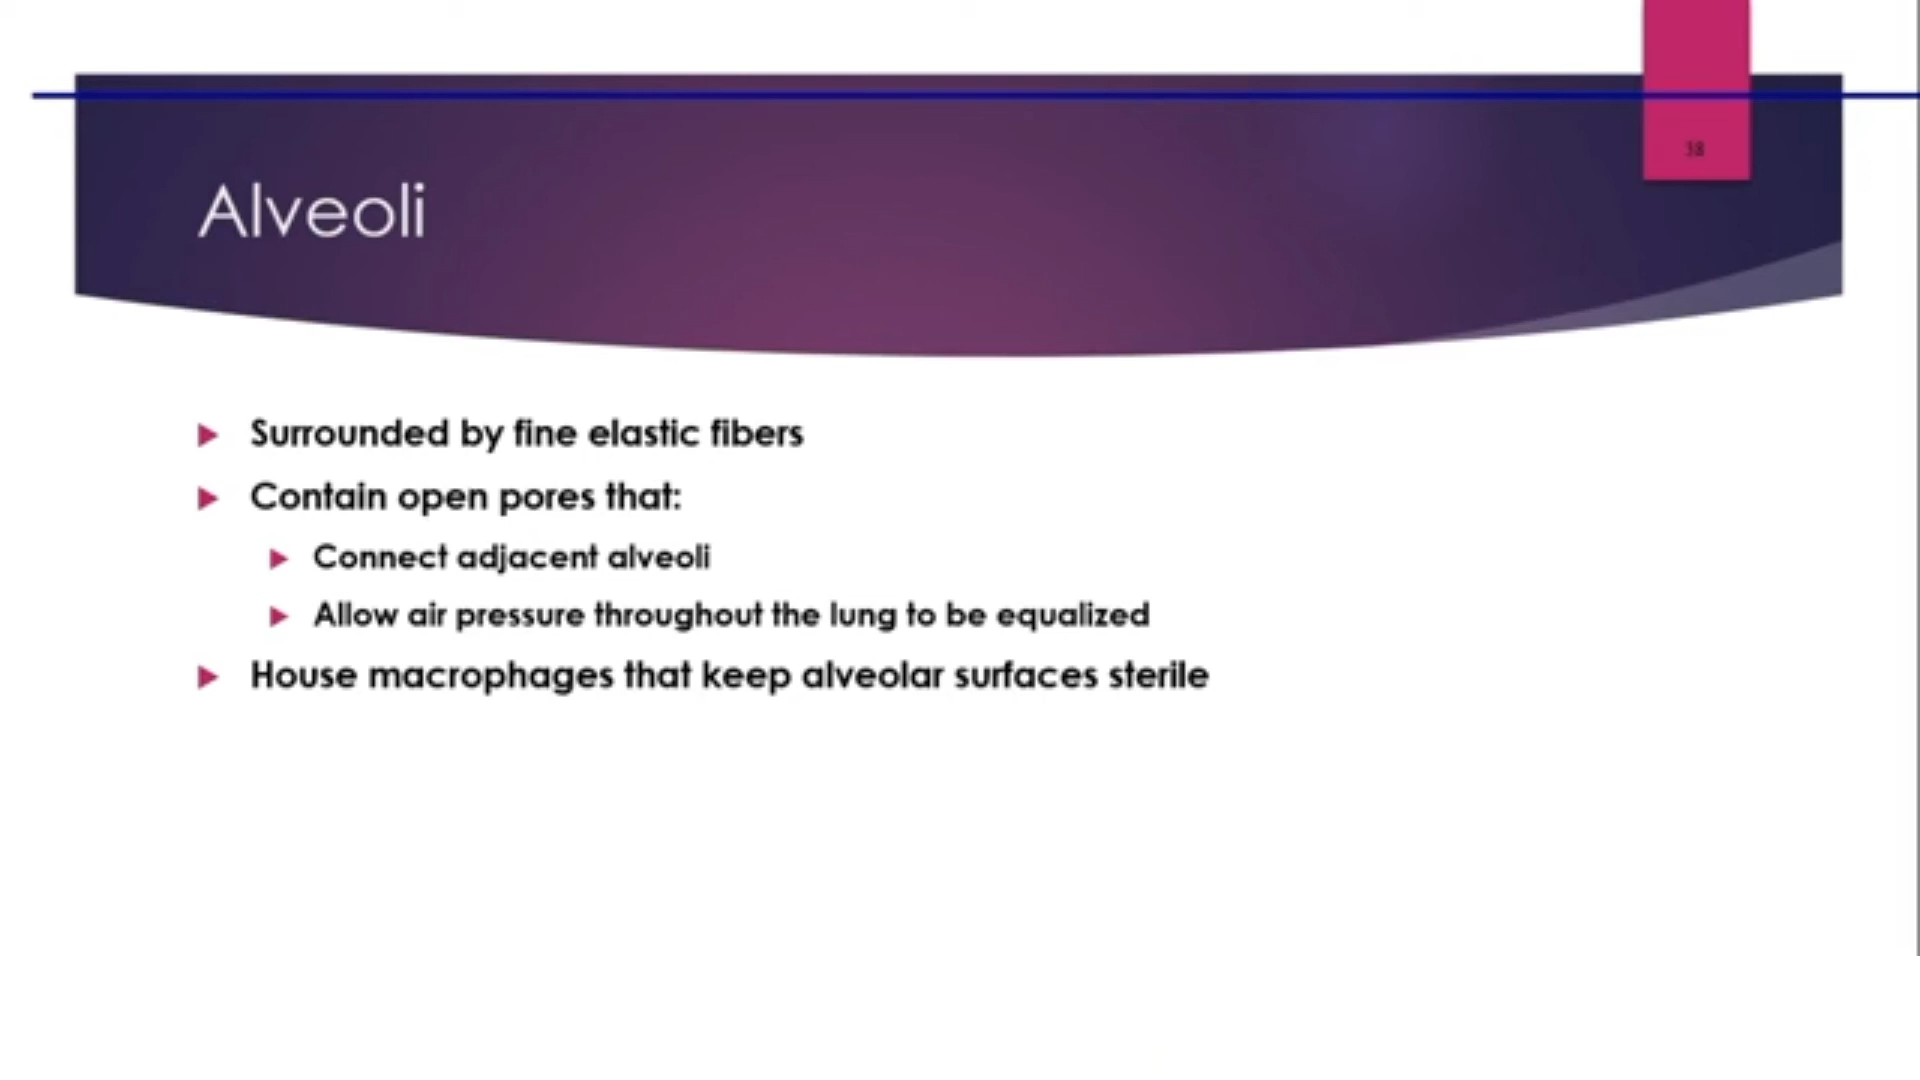 38
Alveoli
Surrounded by fine elastic fibers
Contain open pores that:
Connect adjacent alveoli
Allow air pressure throughout the lung to be equalized
House macrophages that keep alveolar surfaces sterile